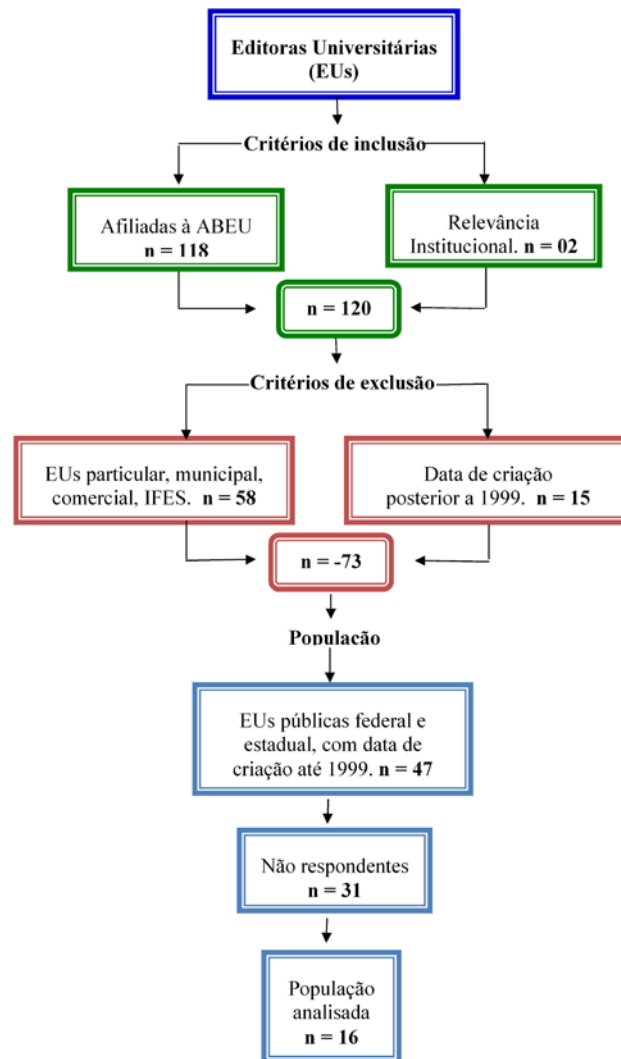 Editoras Universitárias
(EUs)
Critérios de inclusão
Afiliadas à ABEU
n = 118
Relevância
Institucional. n = 02
n = 120
Critérios de exclusão
EUs particular, municipal,
comercial, IFES. n = 58
Data de criação
posterior a 1999. n = 15
n = -73
População
EUs públicas federal e
estadual, com data de
criação até 1999. n = 47
Não respondentes
n = 31
População
analisada
n = 16